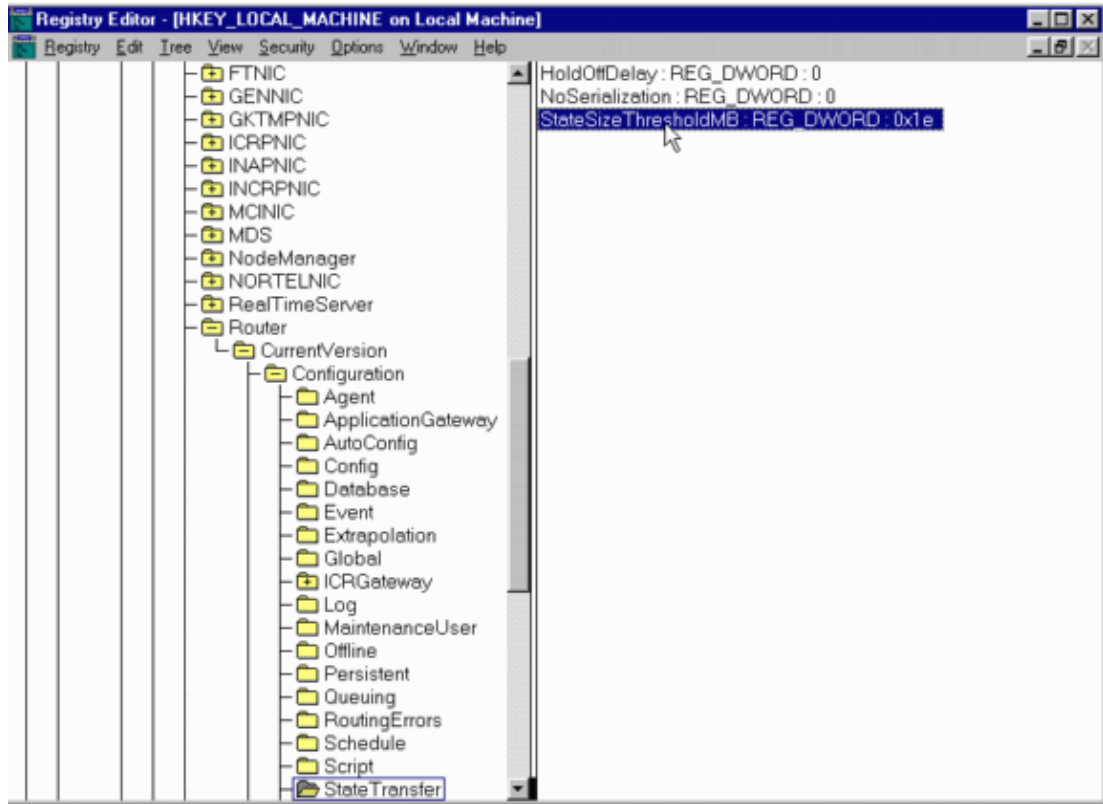 Registry Editor - [HKEY_LOCAL_MACHINE on Local Machine]
Registry Edit Tree View Security Options Window Help
FTNIC
GENNIC
GKTMPNIC
ICRPNIC
INAPNIC
INCRPNIC
MCINIC
MDS
NodeManager
NORTELNIC
RealTimeServer
Router
CurrentVersion
Configuration
Agent
ApplicationGateway
AutoConfig
Config
Database
Event
Extrapolation
Global
ICRGateway
Log
MaintenanceUser
Offline
Persistent
Queuing
RoutingErrors
Schedule
Script
StateTransfer
HoldOffDelay : REG_DWORD : 0
NoSerialization : REG_DWORD : 0
StateSizeThresholdMB : REG_DWORD : 0x1e